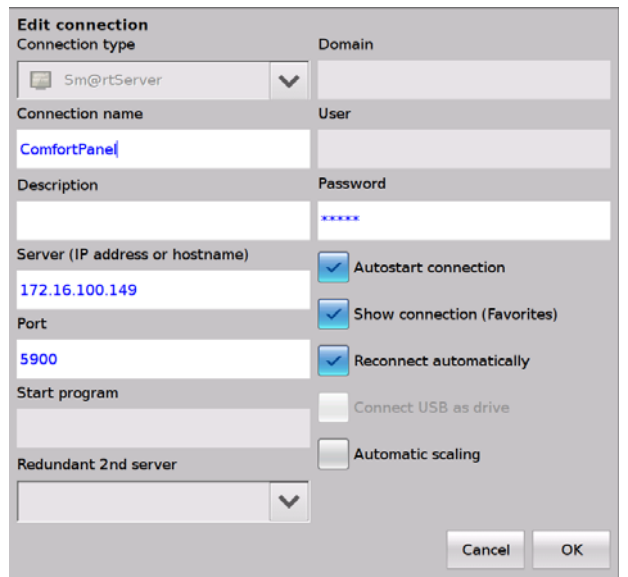 Edit connection
Connection type
Sm@rtServer
Connection name
ComfortPanel
Description
Server (IP address or hostname)
172.16.100.149
Port
5900
Start program
Redundant 2nd server
Domain
User
Password
*****
Autostart connection
Show connection (Favorites)
Reconnect automatically
Connect USB as drive
Automatic scaling
Cancel
OK